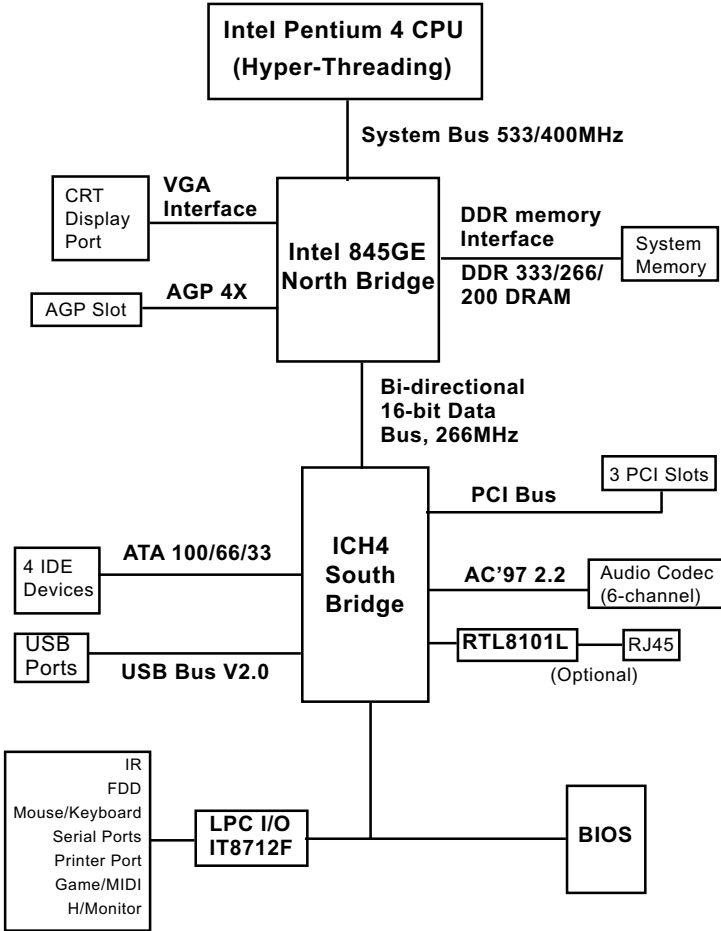 Intel Pentium 4 CPU
(Hyper-Threading)
System Bus 533/400MHz
CRT
Display
Port
VGA
Interface
Intel 845GE
North Bridge
DDR memory
Interface
DDR 333/266/
200 DRAM
System
Memory
AGP Slot
AGP 4X
Bi-directional
16-bit Data
Bus, 266MHz
3 PCI Slots
PCI Bus
4 IDE
Devices
ATA 100/66/33
ICH4
South
Bridge
AC’97 2.2
Audio Codec
(6-channel)
USB
Ports
USB Bus V2.0
RTL8101L
RJ45
(Optional)
IR
FDD
Mouse/Keyboard
Serial Ports
Printer Port
Game/MIDI
H/Monitor
LPC I/O
IT8712F
BIOS